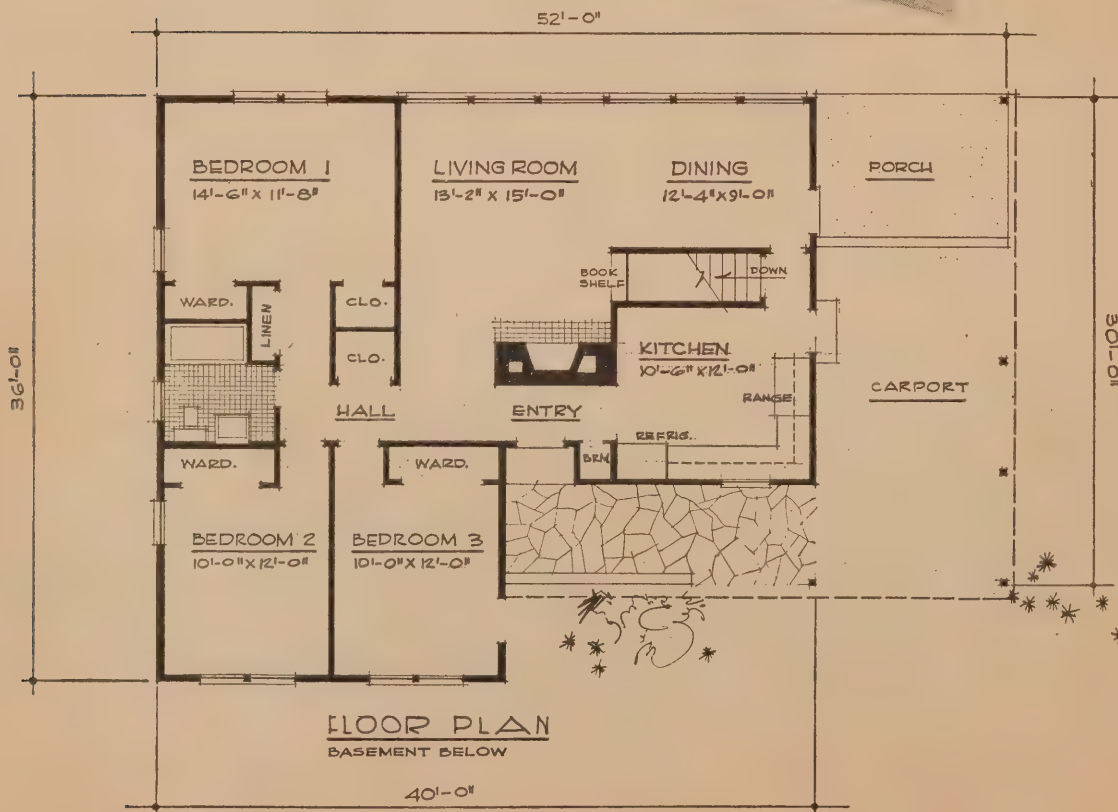 52'-0"
BEDROOM 1
14'-6" X 11'-8"
LIVING ROOM
13'-2" X 15'-0"
DINING
12'-4" X 9'-0"
PORCH
BOOK
SHELF
DOWN
WARD.
LINEN
CLO.
CLO.
KITCHEN
10'-6" X 12'-0"
RANGE
CARPORT
36'-0"
30'-0"
HALL
ENTRY
REFRIG.
BRM.
WARD.
WARD.
BEDROOM 2
10'-0" X 12'-0"
BEDROOM 3
10'-0" X 12'-0"
FLOOR PLAN
BASEMENT BELOW
40'-0"